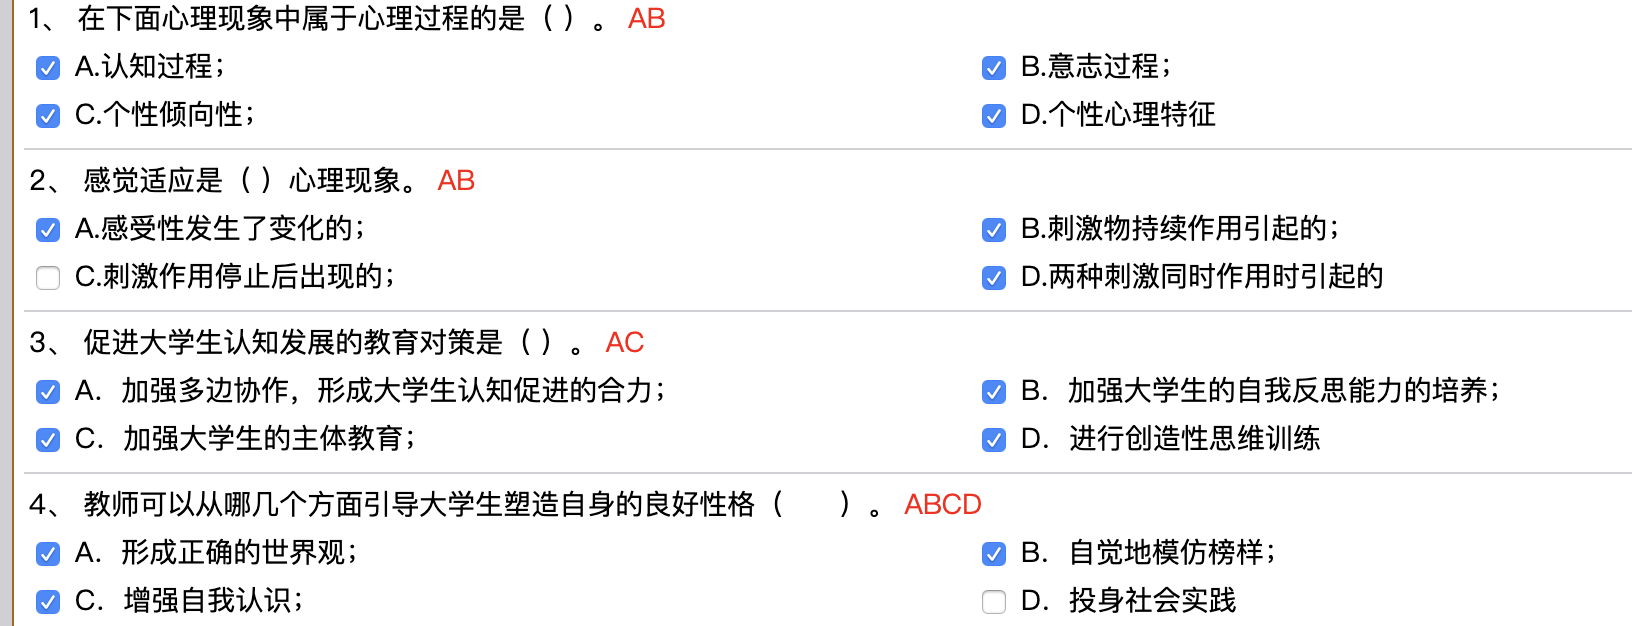 1、 在下面心理现象中属于心理过程的是（ ）。 AB
A.认知过程； B.意志过程；
C.个性倾向性； D.个性心理特征
2、 感觉适应是（ ）心理现象。 AB
A.感受性发生了变化的； B.刺激物持续作用引起的；
C.刺激作用停止后出现的； D.两种刺激同时作用时引起的
3、 促进大学生认知发展的教育对策是（ ）。 AC
A. 加强多边协作，形成大学生认知促进的合力； B. 加强大学生的自我反思能力的培养；
C. 加强大学生的主体教育； D. 进行创造性思维训练
4、 教师可以从哪几个方面引导大学生塑造自身的良好性格（  ）。 ABCD
A. 形成正确的世界观； B. 自觉地模仿榜样；
C. 增强自我认识； D. 投身社会实践